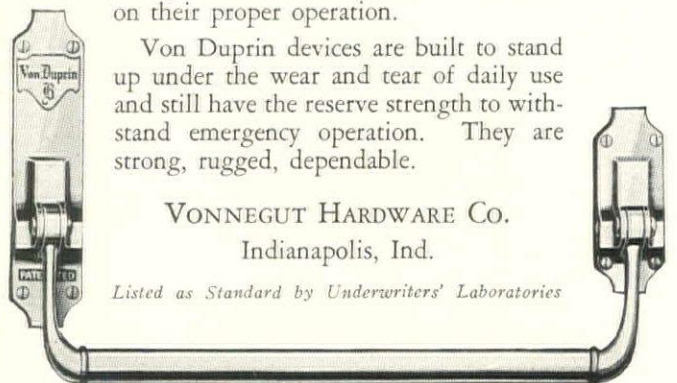 on their proper operation.
Von Duprin devices are built to stand
up under the wear and tear of daily use
and still have the reserve strength to with-
stand emergency operation. They are
strong, rugged, dependable.
VONNEGUT HARDWARE CO.
Indianapolis, Ind.
Listed as Standard by Underwriters' Laboratories
Von Duprin